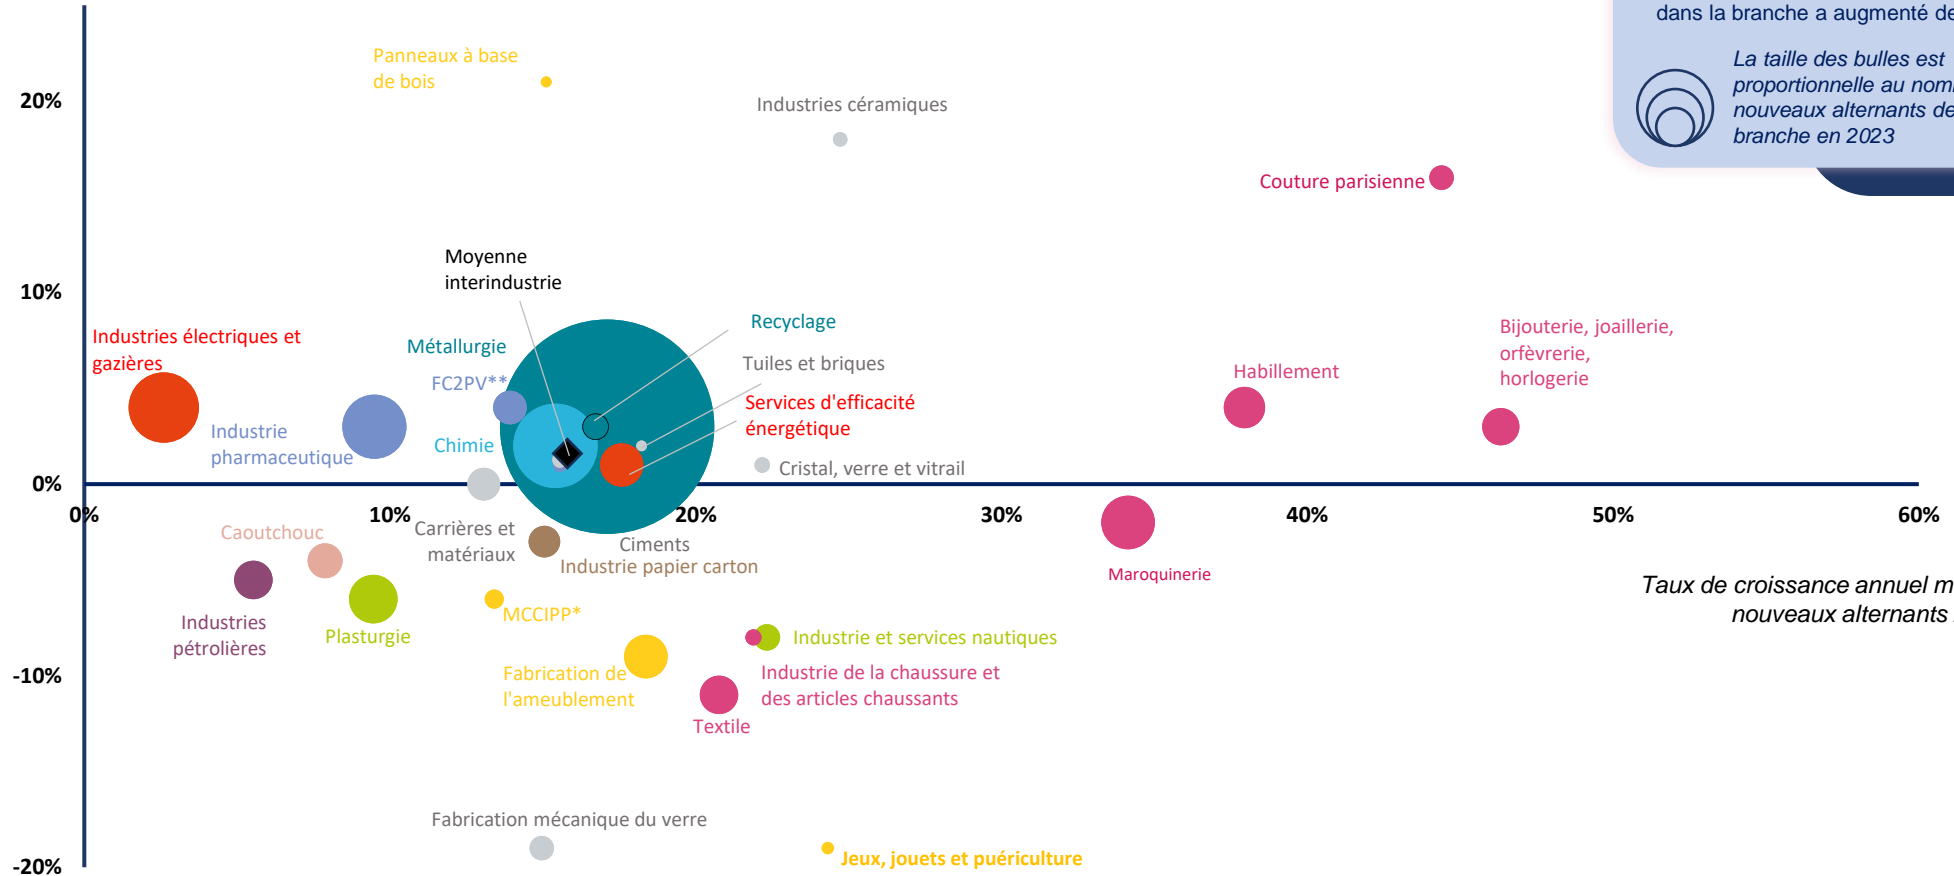 dans la branche a augmenté de
La taille des bulles est
proportionnelle au
nouveaux alternants de
branche en 2023
20%
10%
0%
-10%
-20%
0%
10%
20%
30%
40%
50%
60%
Panneaux à base
de bois
Industries céramiques
Couture parisienne
Moyenne
interindustrie
Industries électriques et
gazières
Métallurgie
Recyclage
Tuiles et briques
FC2PV**
Services d'efficacité
énergétique
Industrie
pharmaceutique
Chimie
Cristal, verre et vitrail
Habillement
Bijouterie, joaillerie,
orfèvrerie,
horlogerie
Caoutchouc
Carrières et
matériaux
Ciments
Industrie papier carton
Maroquinerie
Taux de croissance annuel
nouveaux alternants
Industries
pétrolières
Plasturgie
MCCIPP*
Industrie et services nautiques
Fabrication de
l'ameublement
Industrie de la chaussure et
des articles chaussants
Textile
Fabrication mécanique du verre
Jeux, jouets et puériculture